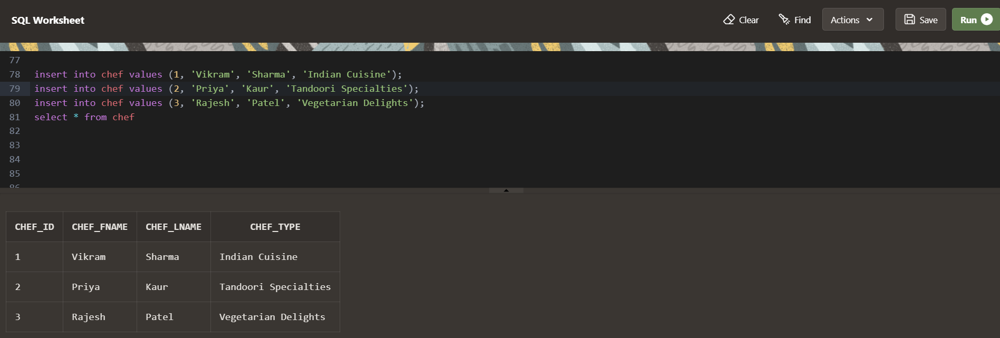 SQL Worksheet
Clear Find Actions Save Run
77
78 insert into chef values (1, 'Vikram', 'Sharma', 'Indian Cuisine');
79 insert into chef values (2, 'Priya', 'Kaur', 'Tandoori Specialties');
80 insert into chef values (3, 'Rajesh', 'Patel', 'Vegetarian Delights');
81 select * from chef
82
83
84
85
86
CHEF_ID CHEF_FNAME CHEF_LNAME CHEF_TYPE
1 Vikram Sharma Indian Cuisine
2 Priya Kaur Tandoori Specialties
3 Rajesh Patel Vegetarian Delights